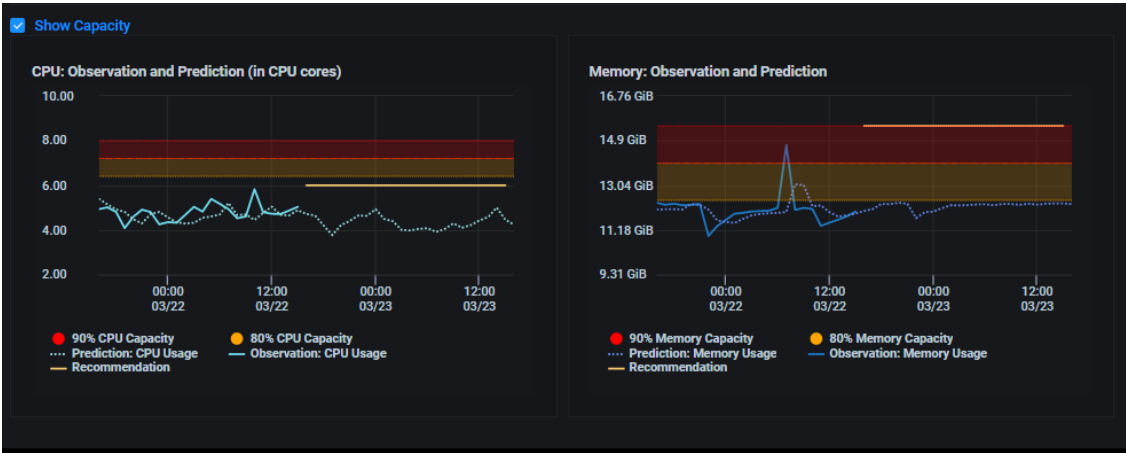 Show Capacity
CPU: Observation and Prediction (in CPU cores)
10.00
8.00
6.00
4.00
2.00
00:00
03/22
12:00
03/22
00:00
03/23
12:00
03/23
90% CPU Capacity
80% CPU Capacity
Prediction: CPU Usage
Observation: CPU Usage
Recommendation
Memory: Observation and Prediction
16.76 GiB
14.9 GiB
13.04 GiB
11.18 GiB
9.31 GiB
00:00
03/22
12:00
03/22
00:00
03/23
12:00
03/23
90% Memory Capacity
80% Memory Capacity
Prediction: Memory Usage
Observation: Memory Usage
Recommendation